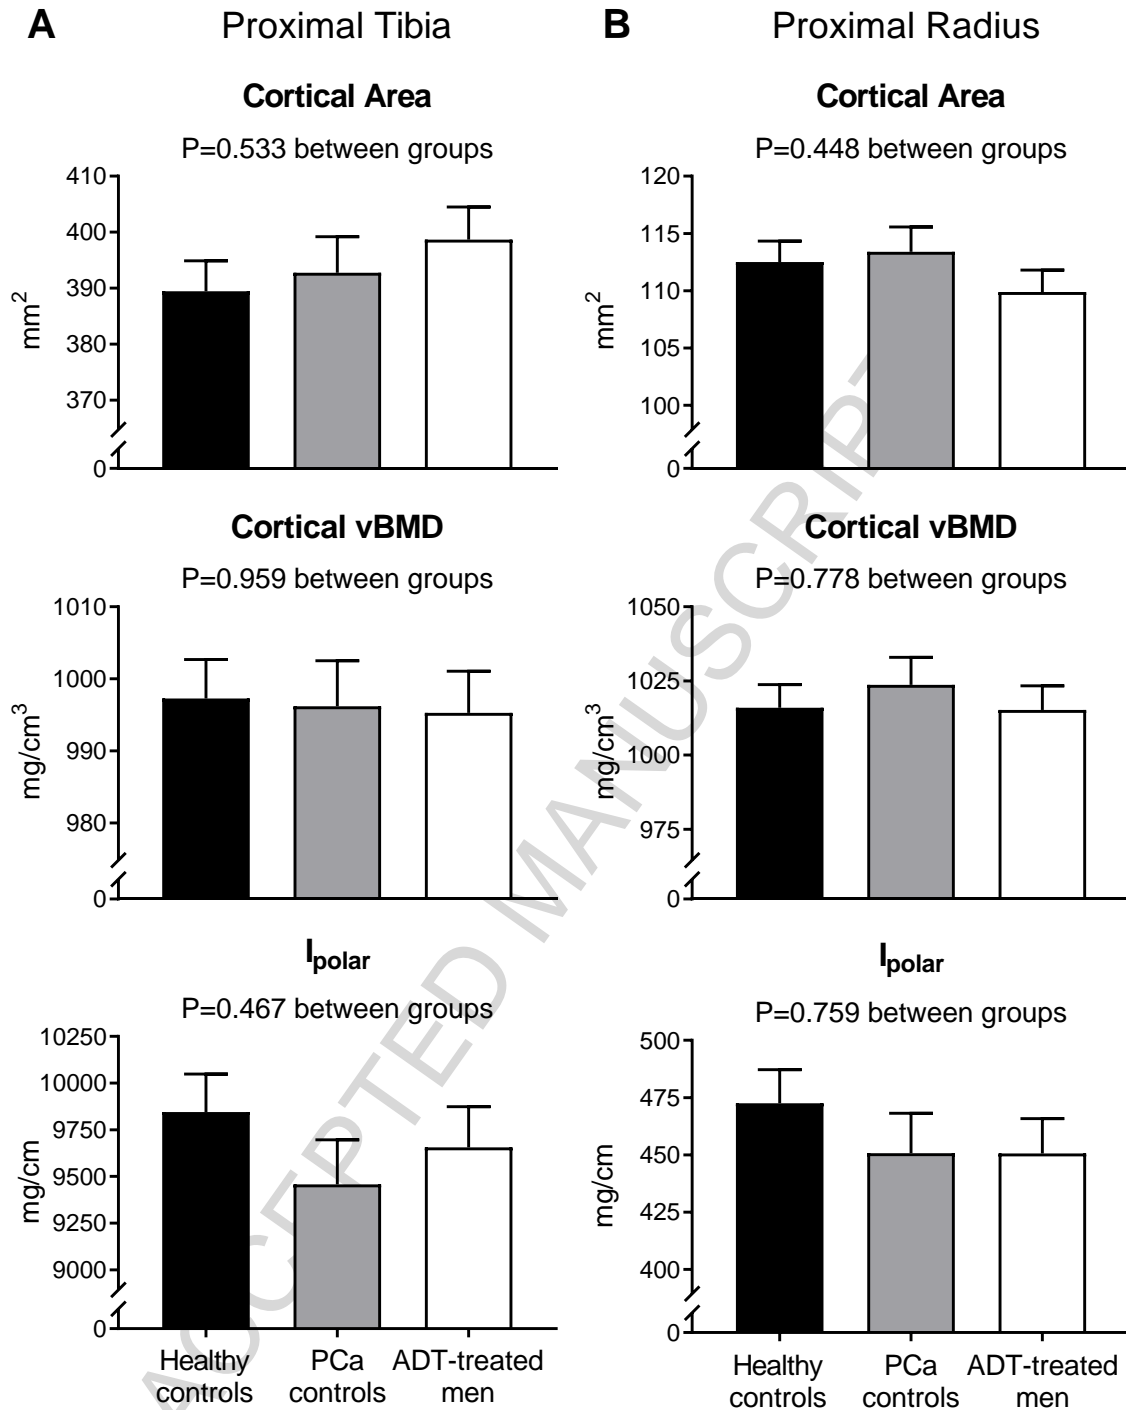 A Proximal Tibia
Cortical Area
P=0.533 between groups
410
400
390
380
370
0
mm²
Cortical vBMD
P=0.959 between groups
1010
1000
990
980
0
mg/cm³
Ipolar
P=0.467 between groups
10250
10000
9750
9500
9250
9000
0
mg/cm
Healthy controls
PCa controls
ADT-treated men
B Proximal Radius
Cortical Area
P=0.448 between groups
120
115
110
105
100
0
mm²
Cortical vBMD
P=0.778 between groups
1050
1025
1000
975
0
mg/cm³
Ipolar
P=0.759 between groups
500
475
450
425
400
0
mg/cm
Healthy controls
PCa controls
ADT-treated men
ACCEPTED MANUSCRIPT